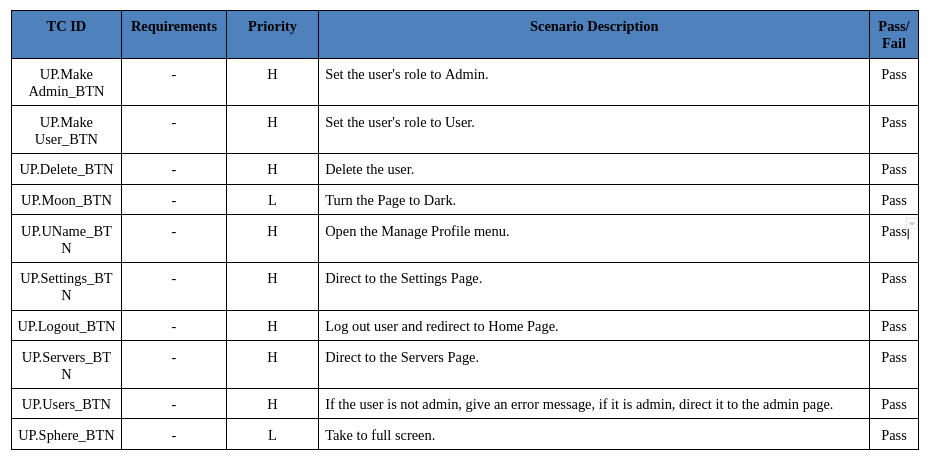 TC ID Requirements Priority Scenario Description Pass/
Fail
UP.Make - H Set the user's role to Admin. Pass
Admin_BTN
UP.Make - H Set the user's role to User. Pass
User_BTN
UP.Delete_BTN - H Delete the user. Pass
UP.Moon_BTN - L Turn the Page to Dark. Pass
UP.UName_BT - H Open the Manage Profile menu. Pass
N
UP.Settings_BT - H Direct to the Settings Page. Pass
N
UP.Logout_BTN - H Log out user and redirect to Home Page. Pass
UP.Servers_BT - H Direct to the Servers Page. Pass
N
UP.Users_BTN - H If the user is not admin, give an error message, if it is admin, direct it to the admin page. Pass
UP.Sphere_BTN - L Take to full screen. Pass